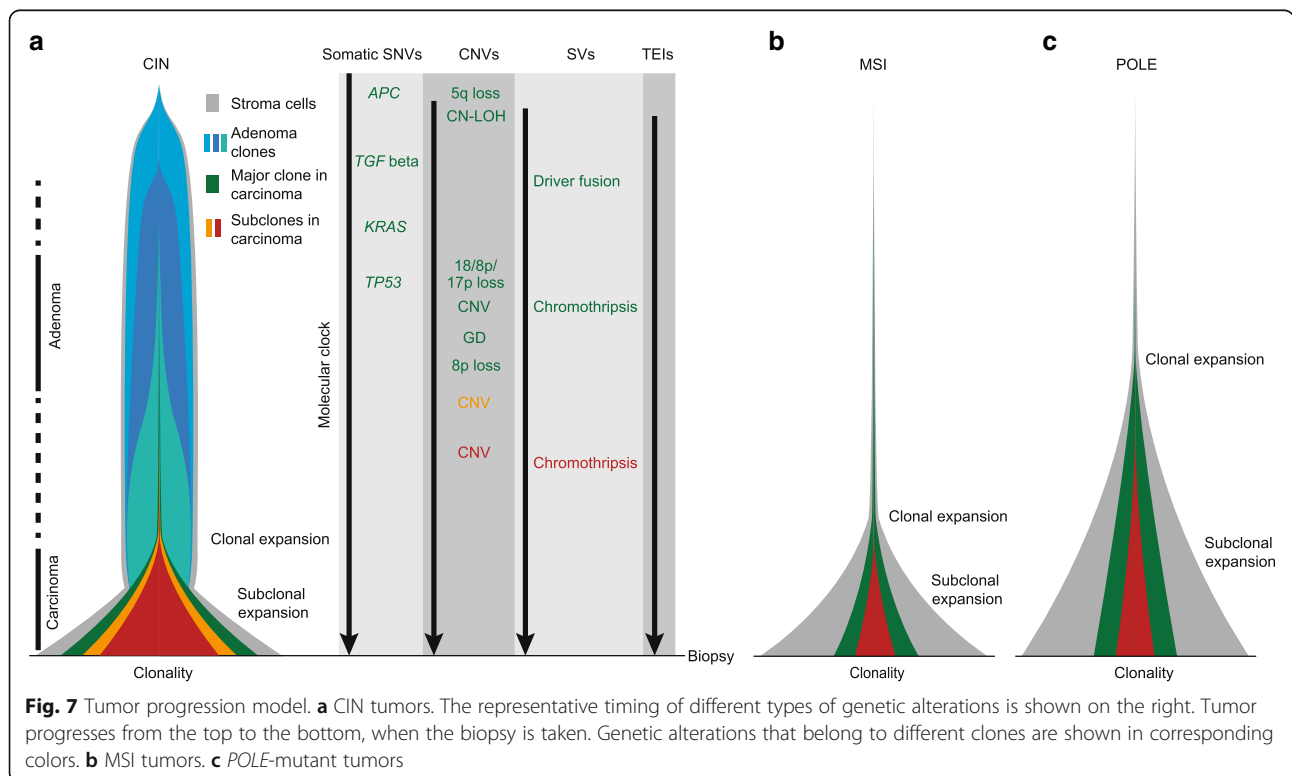 a
CIN
Stroma cells
Adenoma
clones
Major clone in
carcinoma
Subclones in
carcinoma
Adenoma
Carcinoma
Clonal expansion
Subclonal
expansion
Clonality
Molecular clock
Somatic SNVs
APC
TGF beta
KRAS
TP53
CNVs
5q loss
CN-LOH
18/8p/
17p loss
CNV
GD
8p loss
CNV
CNV
SVs
Driver fusion
Chromothripsis
Chromothripsis
TEIs
Biopsy
b
MSI
Clonal expansion
Subclonal
expansion
Clonality
c
POLE
Clonal expansion
Subclonal
expansion
Clonality
Fig. 7 Tumor progression model. a CIN tumors. The representative timing of different types of genetic alterations is shown on the right. Tumor
progresses from the top to the bottom, when the biopsy is taken. Genetic alterations that belong to different clones are shown in corresponding
colors. b MSI tumors. c POLE-mutant tumors